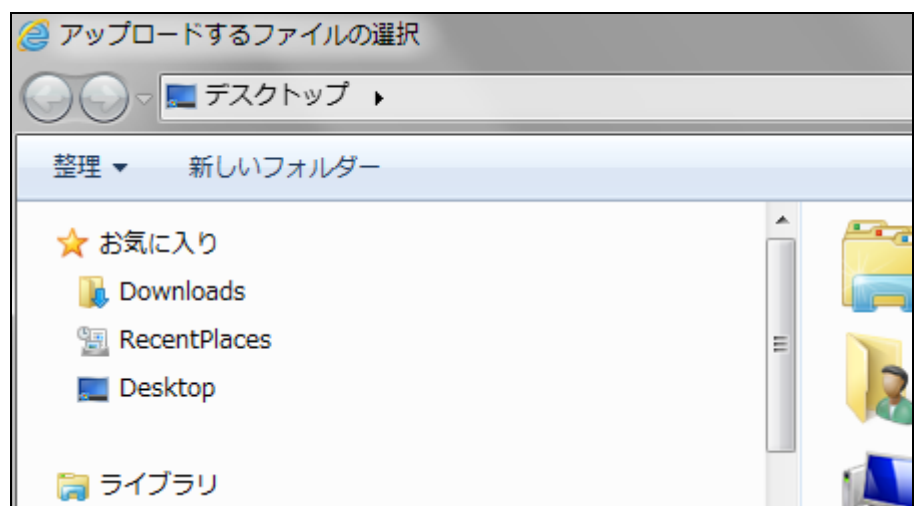 アップロードするファイルの選択
デスクトップ
整理 新しいフォルダー
お気に入り
Downloads
RecentPlaces
Desktop
ライブラリ